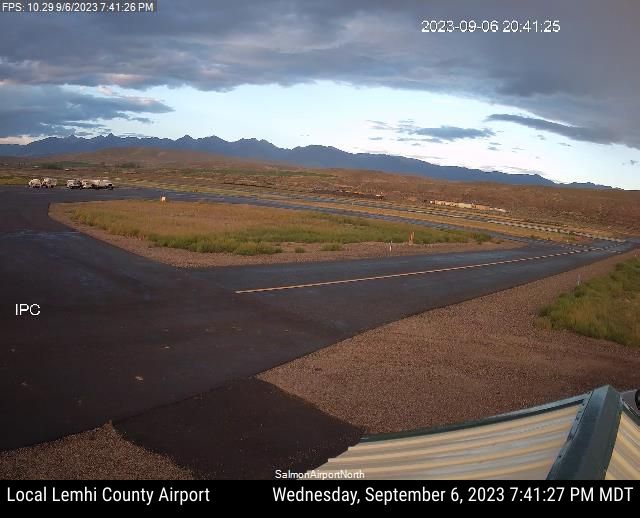 FPS: 10.29 9/6/2023 7:41:26 PM
2023-09-06 20:41:25
IPC
SalmonAirportNorth
Local Lemhi County Airport
Wednesday, September 6, 2023 7:41:27 PM MDT